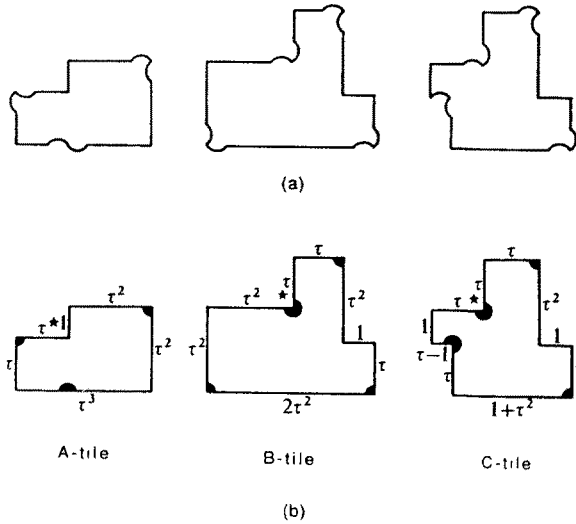 (a)
τ²
τ ★ 1
τ
τ²
τ³
τ
τ
★
τ²
τ²
τ²
1
τ
2τ²
τ
τ
τ ★
τ²
1
τ−1
τ
1
1+τ²
A-tile
B-tile
C-tile
(b)